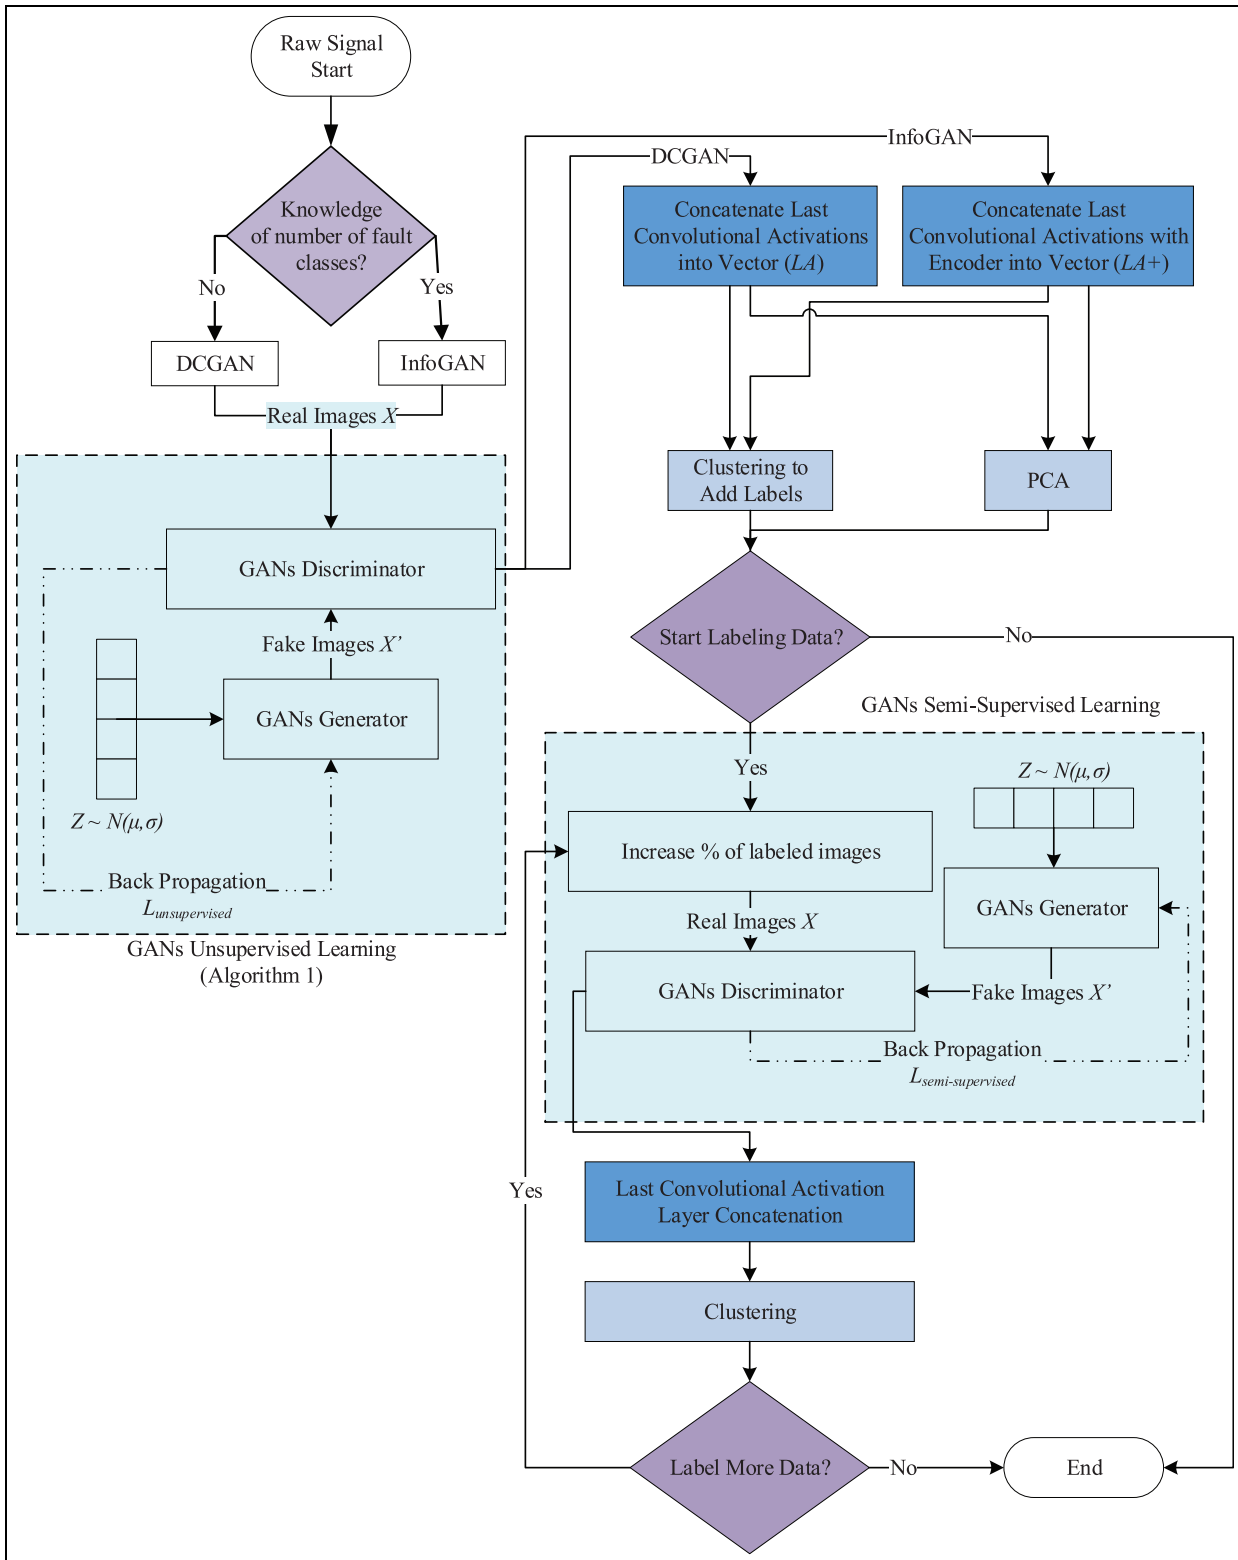 Raw Signal
Start
Knowledge
of number of fault
classes?
No
Yes
DCGAN
InfoGAN
Real Images X
GANs Discriminator
Fake Images X’
GANs Generator
Z ~ N(μ,σ)
Back Propagation
Lunsupervised
GANs Unsupervised Learning
(Algorithm 1)
InfoGAN
DCGAN
Concatenate Last
Convolutional Activations
into Vector (LA)
Concatenate Last
Convolutional Activations with
Encoder into Vector (LA+)
Clustering to
Add Labels
PCA
Start Labeling Data?
No
GANs Semi-Supervised Learning
Yes
Z ~ N(μ,σ)
Increase % of labeled images
GANs Generator
Real Images X
GANs Discriminator
Fake Images X’
Back Propagation
Lsemi-supervised
Last Convolutional Activation
Layer Concatenation
Yes
Clustering
Label More Data?
No
End